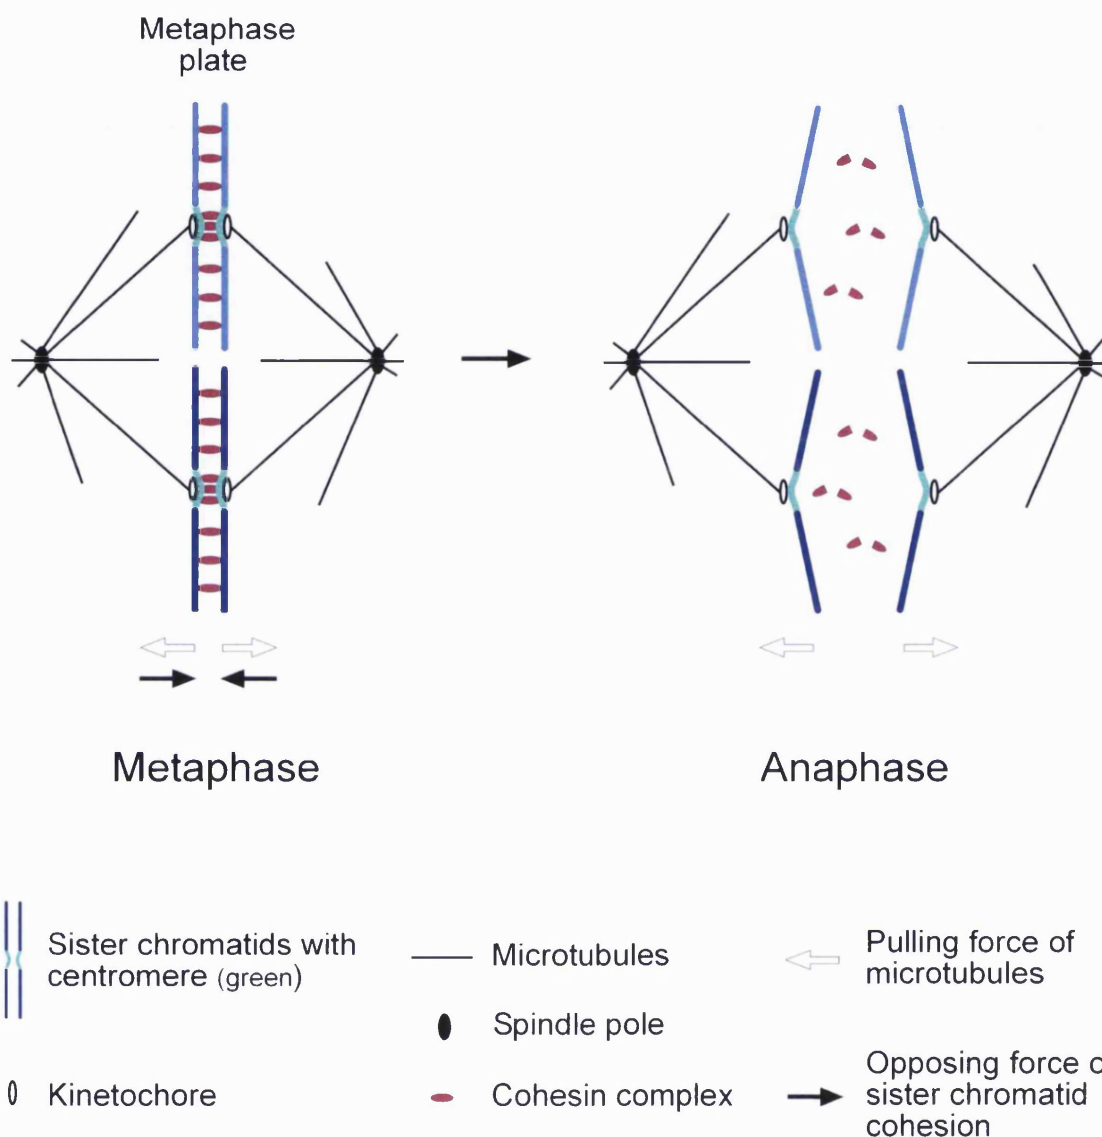 Metaphase
plate
Metaphase
Anaphase
Sister chromatids with
centromere (green)
Kinetochore
Microtubules
Spindle pole
Cohesin complex
Pulling force of
microtubules
Opposing force o
sister chromatid
cohesion